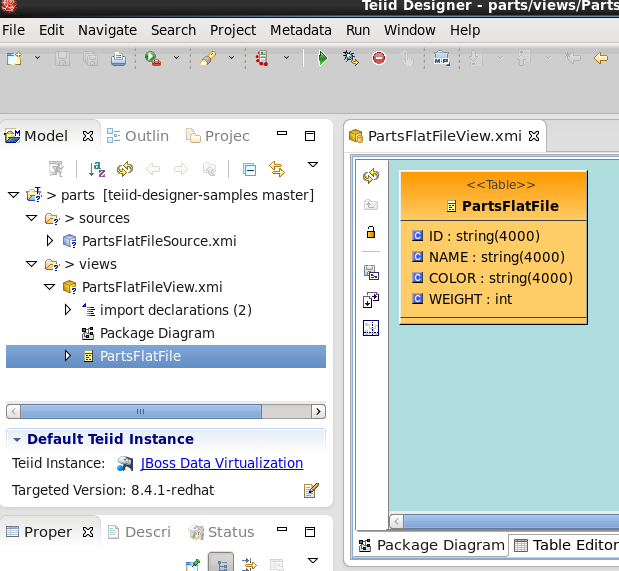 Teiid Designer - parts/views/Parts
File Edit Navigate Search Project Metadata Run Window Help
Model Outlin Projec
PartsFlatFileView.xmi
> parts [teiid-designer-samples master]
> sources
PartsFlatFileSource.xmi
> views
PartsFlatFileView.xmi
import declarations (2)
Package Diagram
PartsFlatFile
<<Table>>
PartsFlatFile
ID : string(4000)
NAME : string(4000)
COLOR : string(4000)
WEIGHT : int
Default Teiid Instance
Teiid Instance: JBoss Data Virtualization
Targeted Version: 8.4.1-redhat
Proper Descri Status
Package Diagram Table Editor